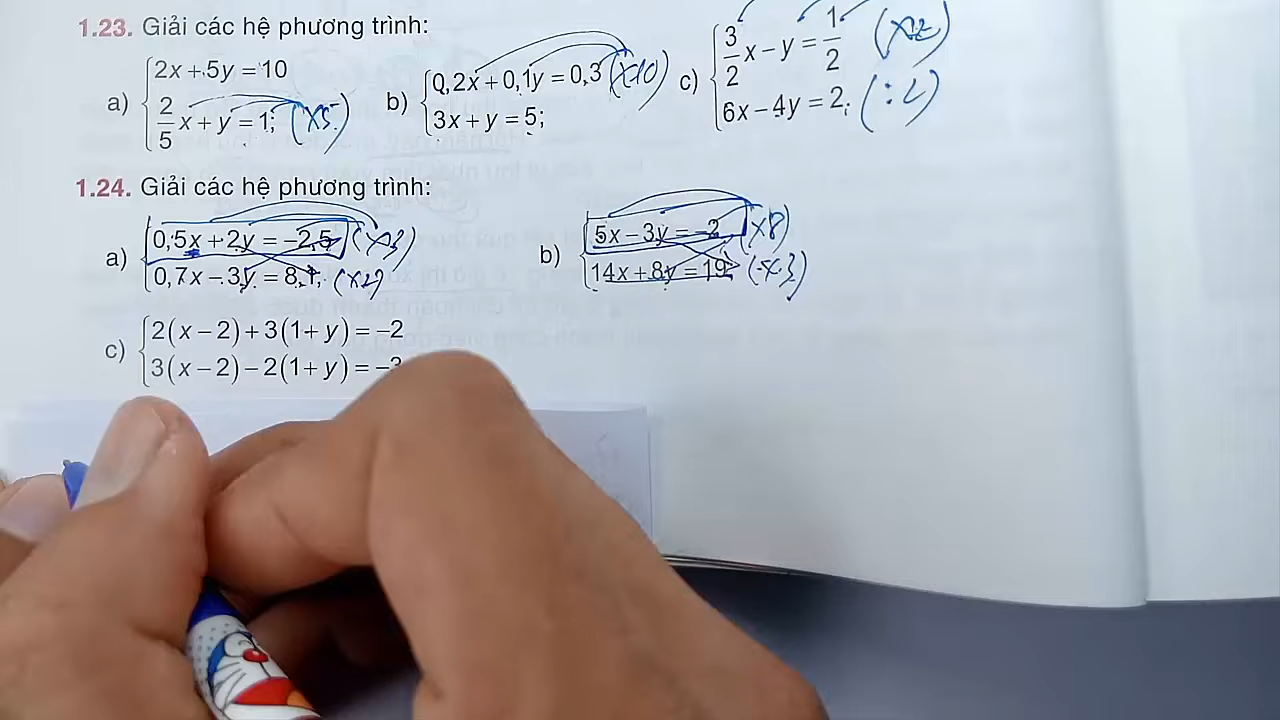 1.23. Giải các hệ phương trình:
a) { 2x + 5y = 10
2/5 x + y = 1; (x5)
b) { 0,2x + 0,1y = 0,3 (x10)
3x + y = 5;
c) { 3/2 x − y = 1/2 (x2)
6x − 4y = 2. (:2)
1.24. Giải các hệ phương trình:
a) { 0,5x + 2y = −2,5 (x3)
0,7x − 3y = 8,1; (x2)
b) { 5x − 3y = −2 (x8)
14x + 8y = 19; (x3)
c) { 2(x − 2) + 3(1 + y) = −2
3(x − 2) − 2(1 + y) =